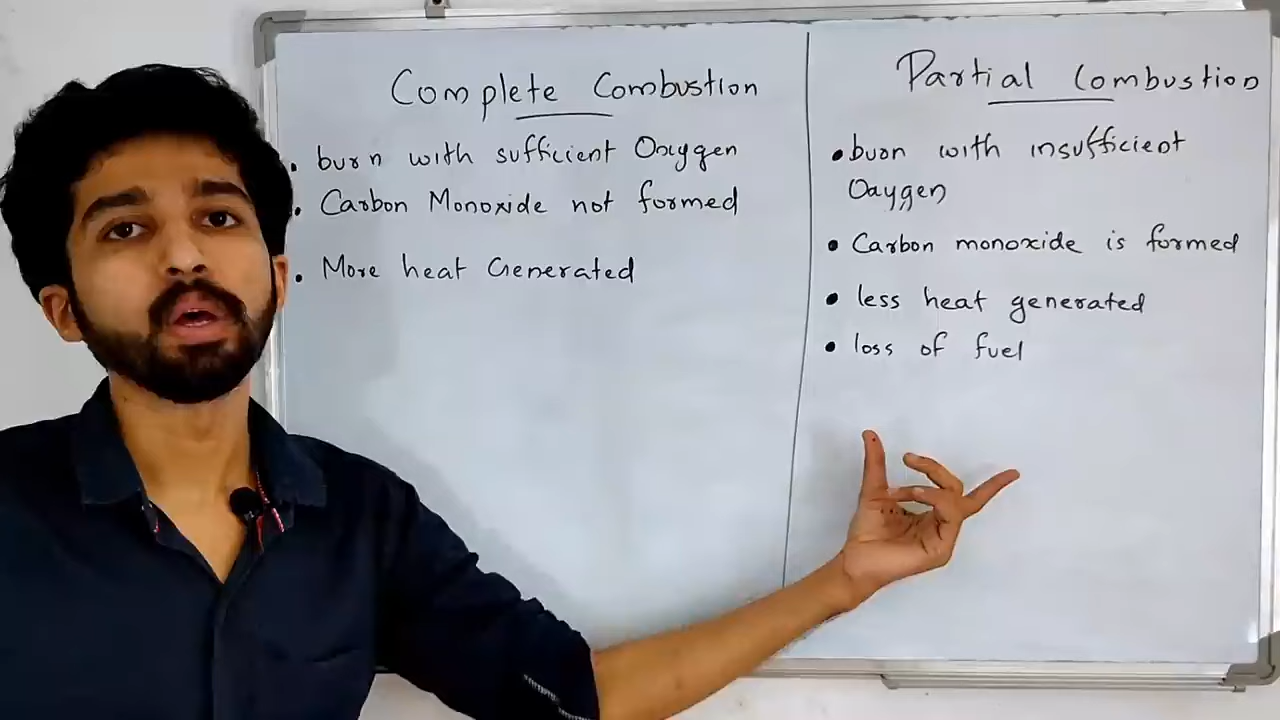 Complete Combustion
• burn with sufficient Oxygen
• Carbon Monoxide not formed
• More heat Generated
Partial Combustion
• burn with insufficient
Oxygen
• Carbon monoxide is formed
• less heat generated
• loss of fuel